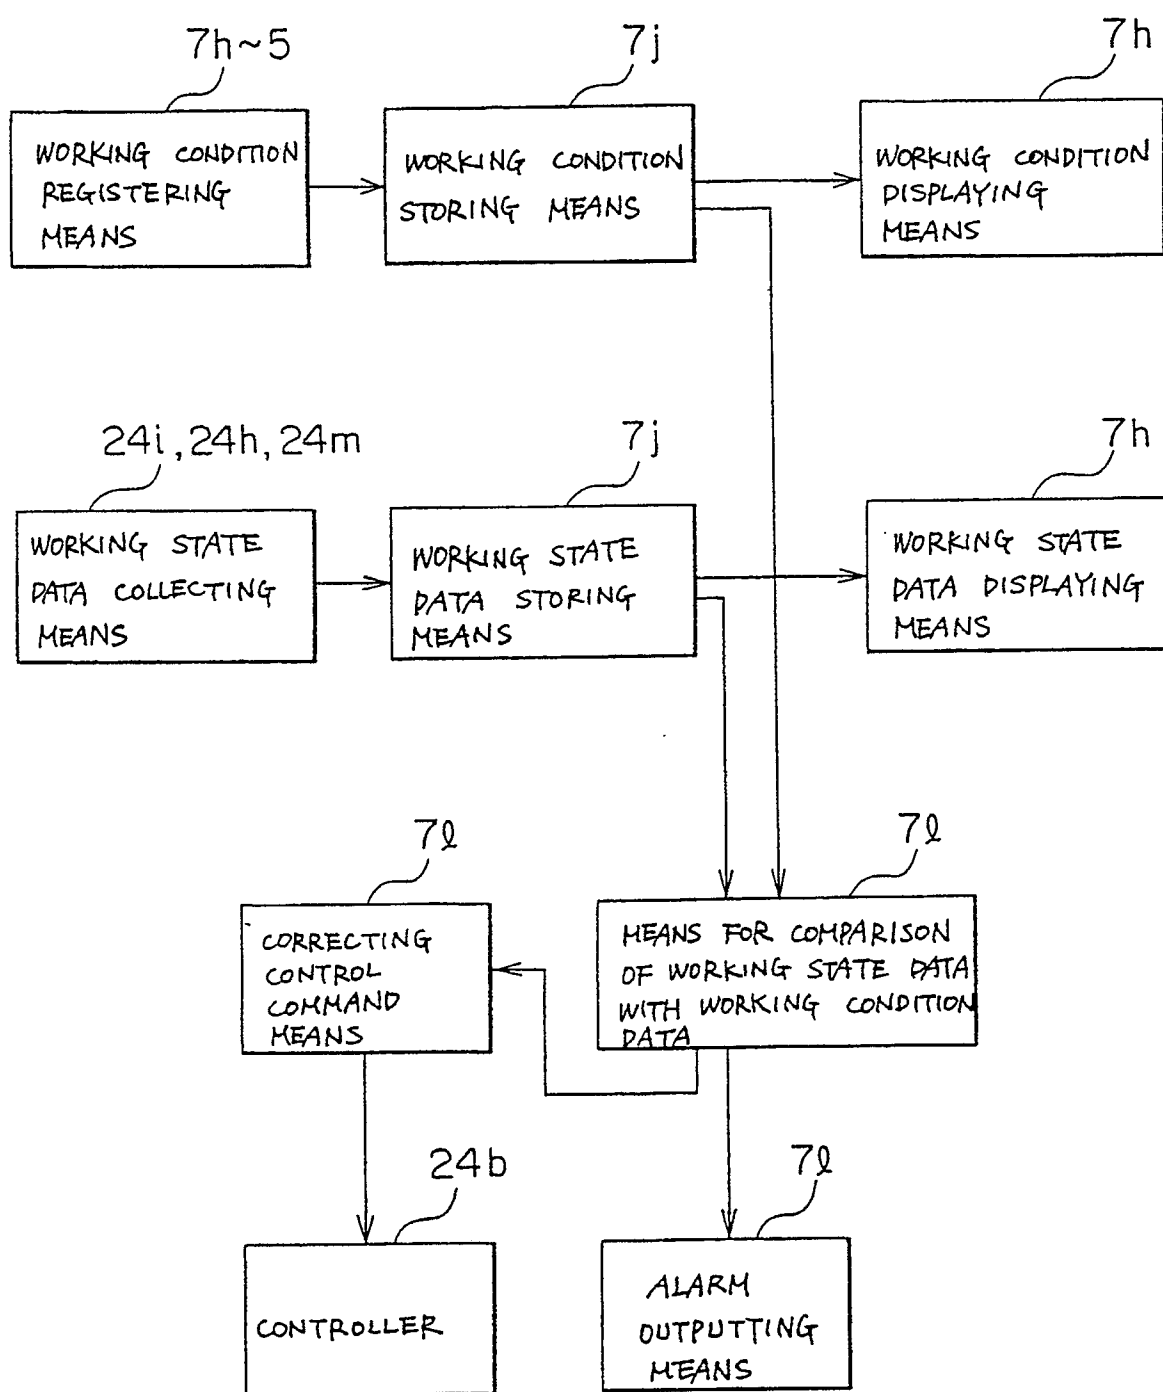 7h~5
7j
7h
WORKING CONDITION
REGISTERING
MEANS
WORKING CONDITION
STORING MEANS
WORKING CONDITION
DISPLAYING
MEANS
24i, 24h, 24m
7j
7h
WORKING STATE
DATA COLLECTING
MEANS
WORKING STATE
DATA STORING
MEANS
WORKING STATE
DATA DISPLAYING
MEANS
7ℓ
7ℓ
CORRECTING
CONTROL
COMMAND
MEANS
MEANS FOR COMPARISON
OF WORKING STATE DATA
WITH WORKING CONDITION
DATA
24b
7ℓ
CONTROLLER
ALARM
OUTPUTTING
MEANS